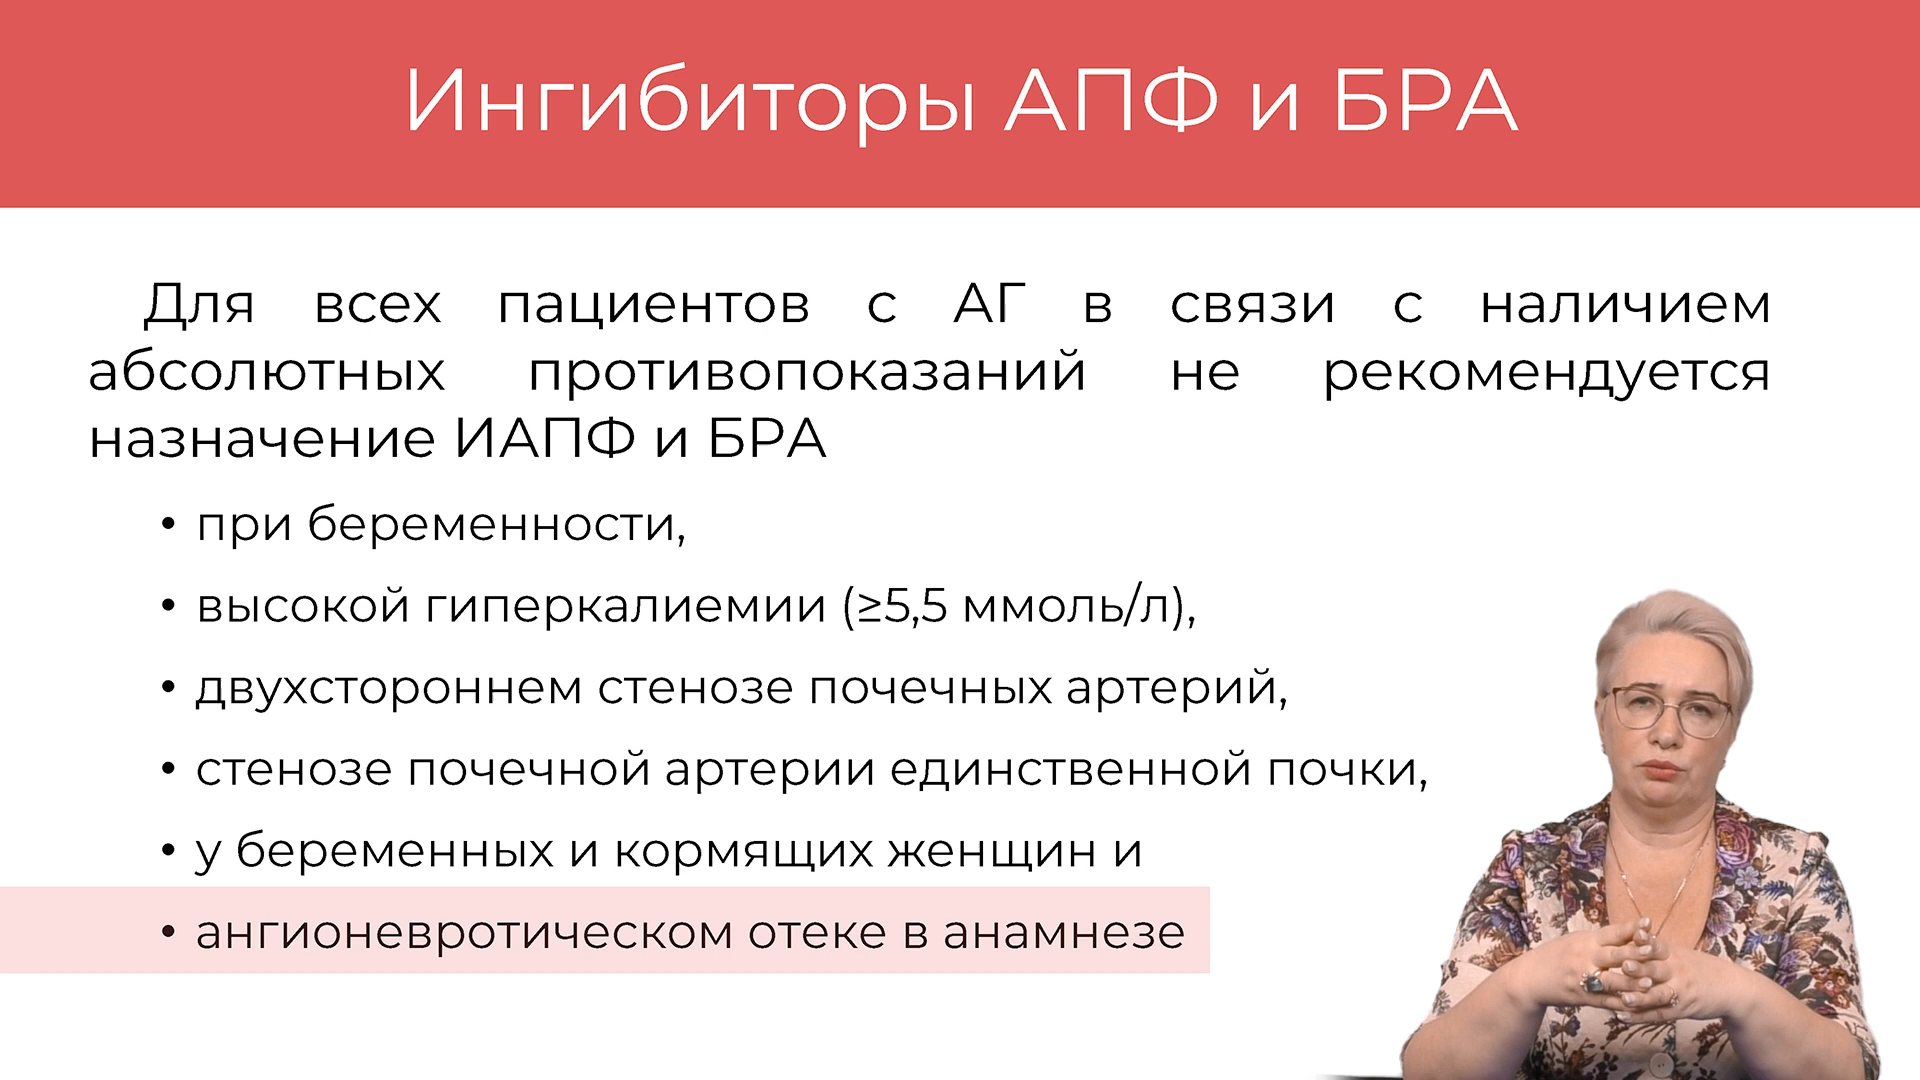 Ингибиторы АПФ и БРА
Для всех пациентов с АГ в связи с наличием
абсолютных противопоказаний не рекомендуется
назначение ИАПФ и БРА
• при беременности,
• высокой гиперкалиемии (≥5,5 ммоль/л),
• двухстороннем стенозе почечных артерий,
• стенозе почечной артерии единственной почки,
• у беременных и кормящих женщин и
• ангионевротическом отеке в анамнезе